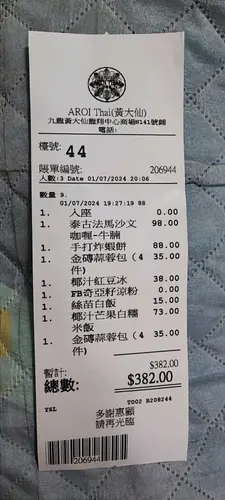 AROI Thai(黃大仙)
九龍黃大仙龍翔中心商場N141號舖
電話:
檯號: 44
賬單編號: 206944
人數:3 Date 01/07/2024 20:06
數量 9:
01/07/2024 19:27:19 88
1. 入座 0.00
1. 泰古法馬沙文 98.00
咖喱-牛腩
1. 手打炸蝦餅 88.00
1. 金磚蒜蓉包 (4 35.00
件)
1. 椰汁紅豆冰 38.00
1. FB奇亞籽涼粉 0.00
1. 絲苗白飯 15.00
1. 椰汁芒果白糯 73.00
米飯
1. 金磚蒜蓉包 (4 35.00
件)
暫計: $382.00
總數: $382.00
T002 R208244
YSL
多謝惠顧
請再光臨
206944